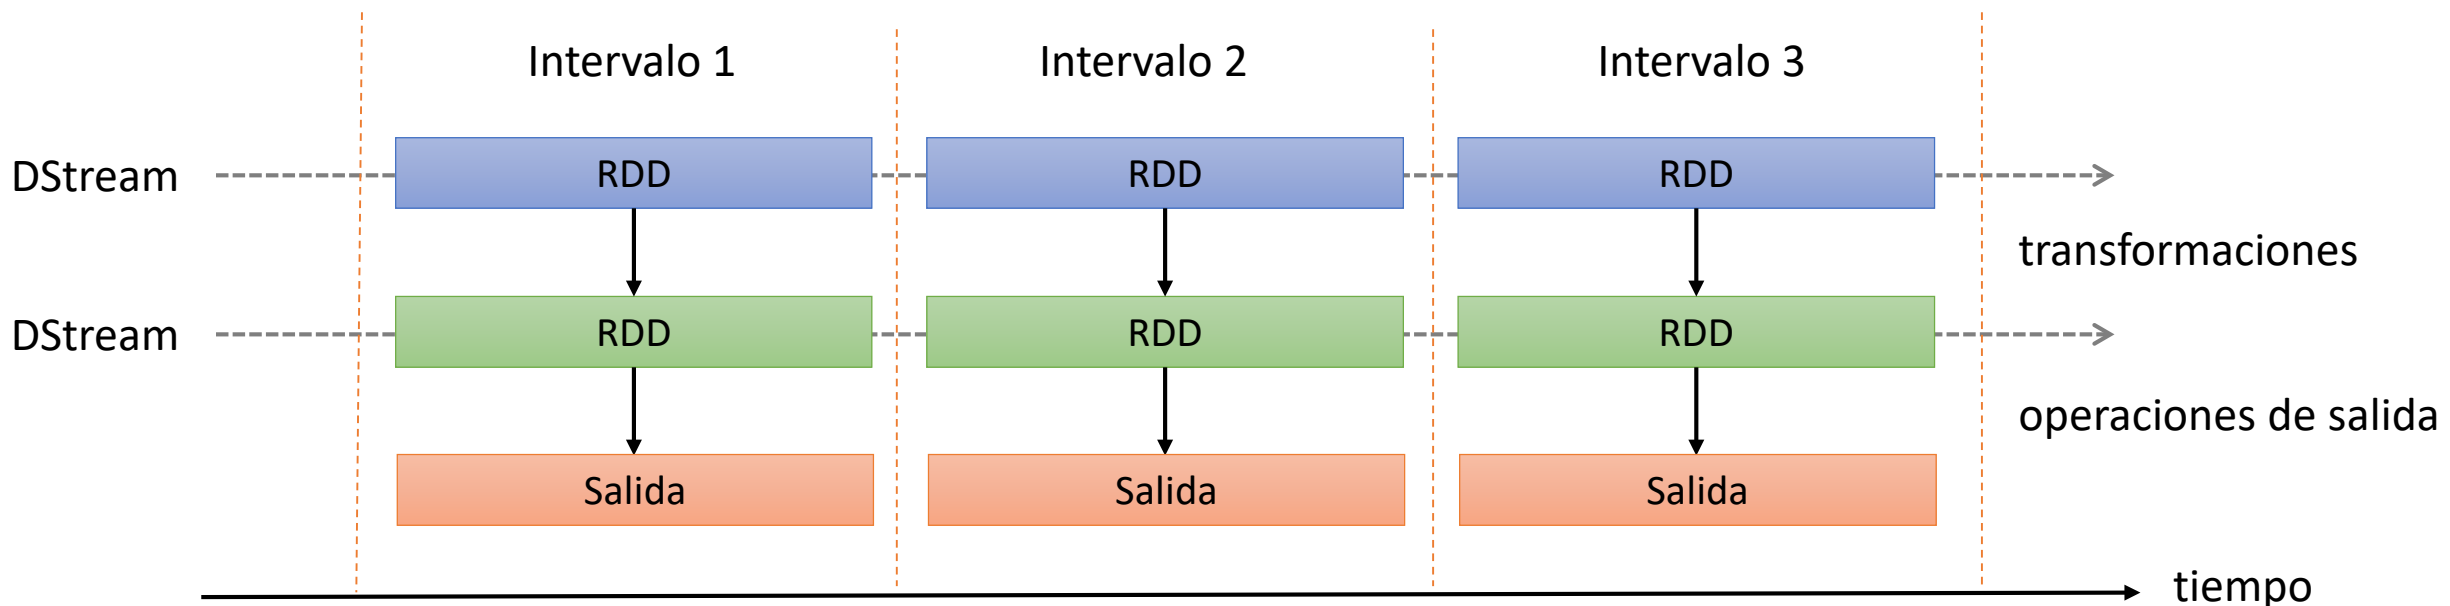 Intervalo 1
Intervalo 2
Intervalo 3
DStream
RDD
RDD
RDD
transformaciones
DStream
RDD
RDD
RDD
operaciones de salida
Salida
Salida
Salida
tiempo